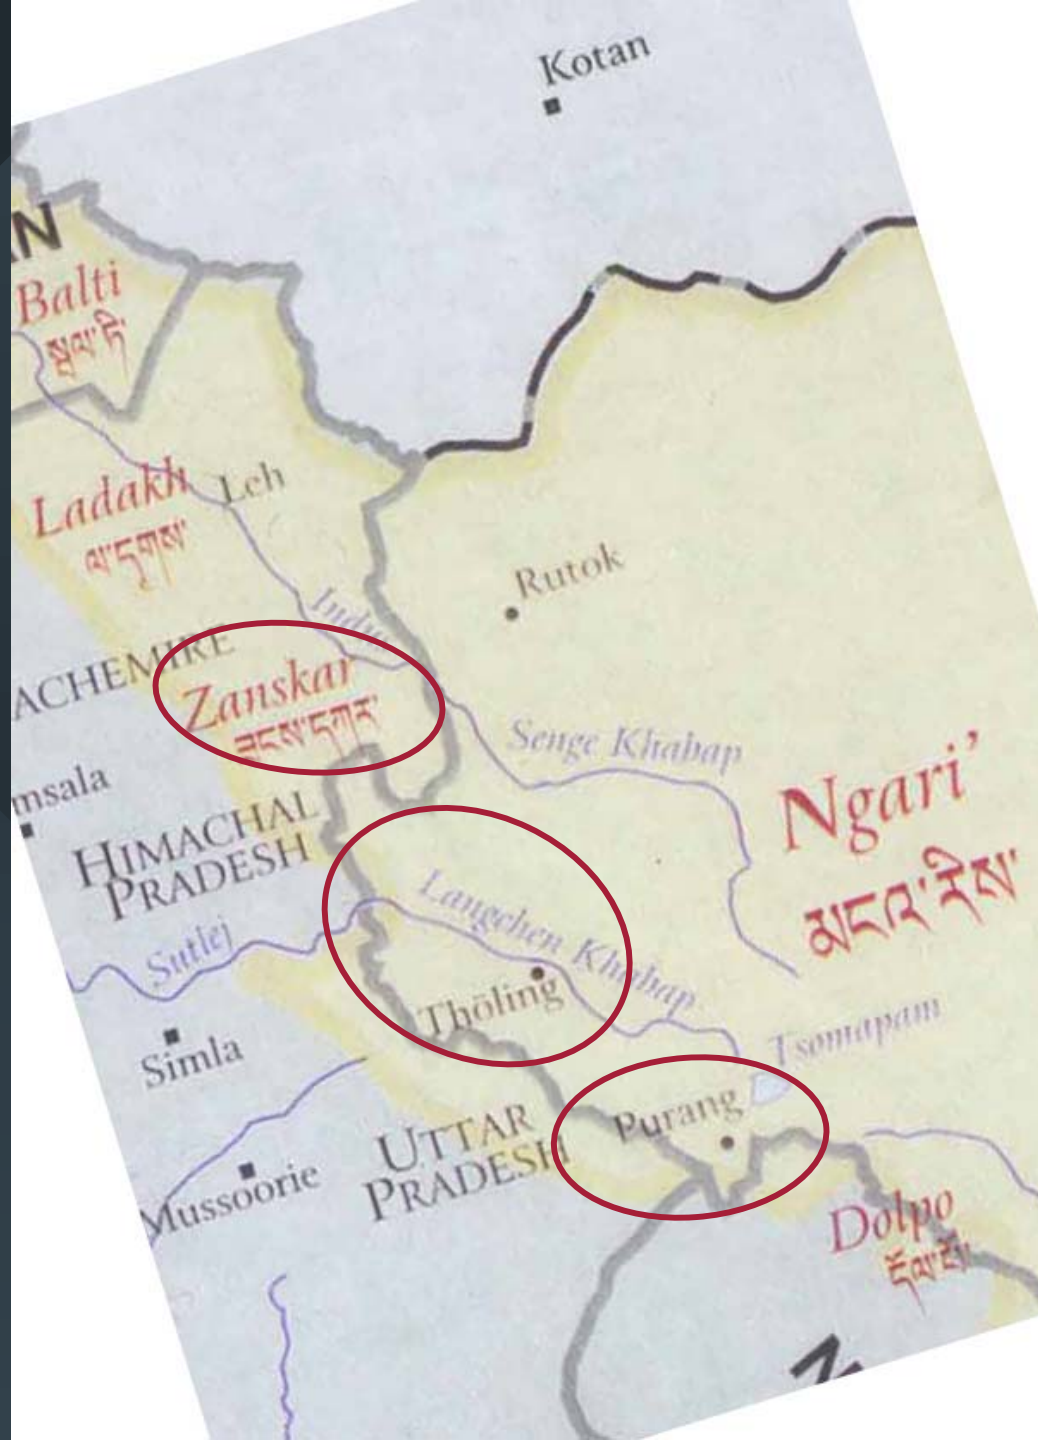 Kotan
AN
Balti
སྦལ་ཏི
Ladakh
ལ་དྭགས་
Leh
Rutok
Indus
ACHEMIRE
Zanskar
ཟངས་དཀར་
Senge Khabap
Ngari'
མངའ་རིས་
msala
HIMACHAL
PRADESH
Langchen Khabap
Sutlej
Thöling
Simla
Tsomapam
Purang
UTTAR
PRADESH
Mussoorie
Dolpo
དོལ་པོ